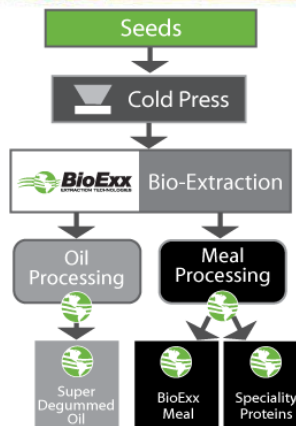 Seeds
Cold Press
BioExx
EXTRACTION TECHNOLOGIES
Bio-Extraction
Oil
Processing
Meal
Processing
Super
Degummed
Oil
BioExx
Meal
Speciality
Proteins